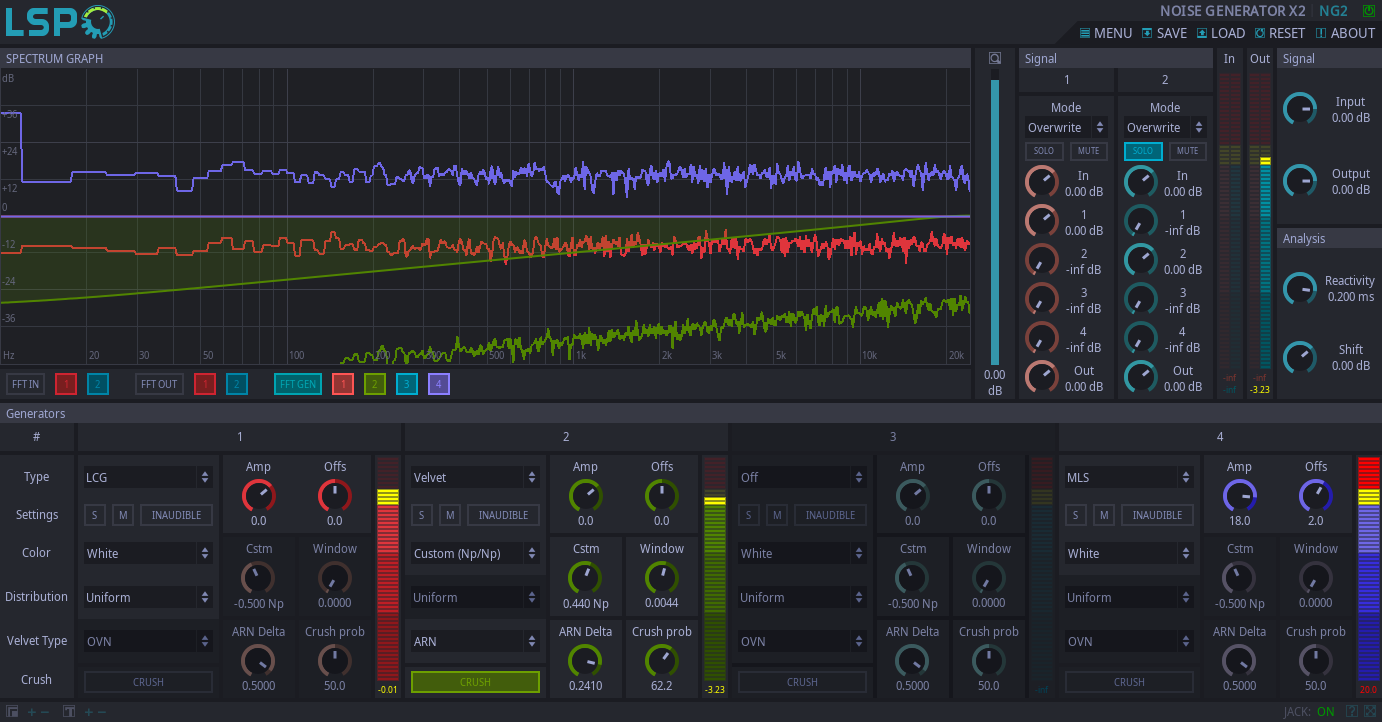 LSP
NOISE GENERATOR X2 NG2
MENU SAVE LOAD RESET ABOUT
SPECTRUM GRAPH
dB
+36
+24
+12
0
-12
-24
-36
Hz 20 30 50 100 200 300 500 1k 2k 3k 5k 10k 20k
FFT IN 1 2 FFT OUT 1 2 FFT GEN 1 2 3 4
0.00
dB
Signal
1 2
Mode Mode
Overwrite Overwrite
SOLO MUTE SOLO MUTE
In In
0.00 dB 0.00 dB
1 1
0.00 dB -inf dB
2 2
-inf dB 0.00 dB
3 3
-inf dB -inf dB
4 4
-inf dB -inf dB
Out Out
0.00 dB 0.00 dB
In Out
-inf -inf
-inf -3.23
Signal
Input
0.00 dB
Output
0.00 dB
Analysis
Reactivity
0.200 ms
Shift
0.00 dB
Generators
# 1 2 3 4
Type
Settings
Color
Distribution
Velvet Type
Crush
LCG
S M INAUDIBLE
White
Uniform
OVN
CRUSH
Amp Offs
0.0 0.0
Cstm Window
-0.500 Np 0.0000
ARN Delta Crush prob
0.5000 50.0
-0.01
Velvet
S M INAUDIBLE
Custom (Np/Np)
Uniform
ARN
CRUSH
Amp Offs
0.0 0.0
Cstm Window
0.440 Np 0.0044
ARN Delta Crush prob
0.2410 62.2
-3.23
Off
S M INAUDIBLE
White
Uniform
OVN
CRUSH
Amp Offs
0.0 0.0
Cstm Window
-0.500 Np 0.0000
ARN Delta Crush prob
0.5000 50.0
-inf
MLS
S M INAUDIBLE
White
Uniform
OVN
CRUSH
Amp Offs
18.0 2.0
Cstm Window
-0.500 Np 0.0000
ARN Delta Crush prob
0.5000 50.0
20.0
+ - T + - JACK: ON ?